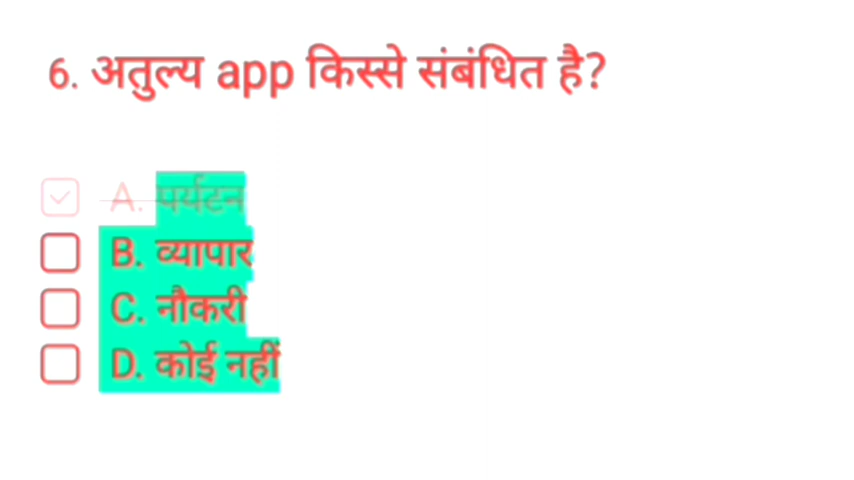 6. अतुल्य app किस्से संबंधित है?
A. पर्यटन
B. व्यापार
C. नौकरी
D. कोई नहीं